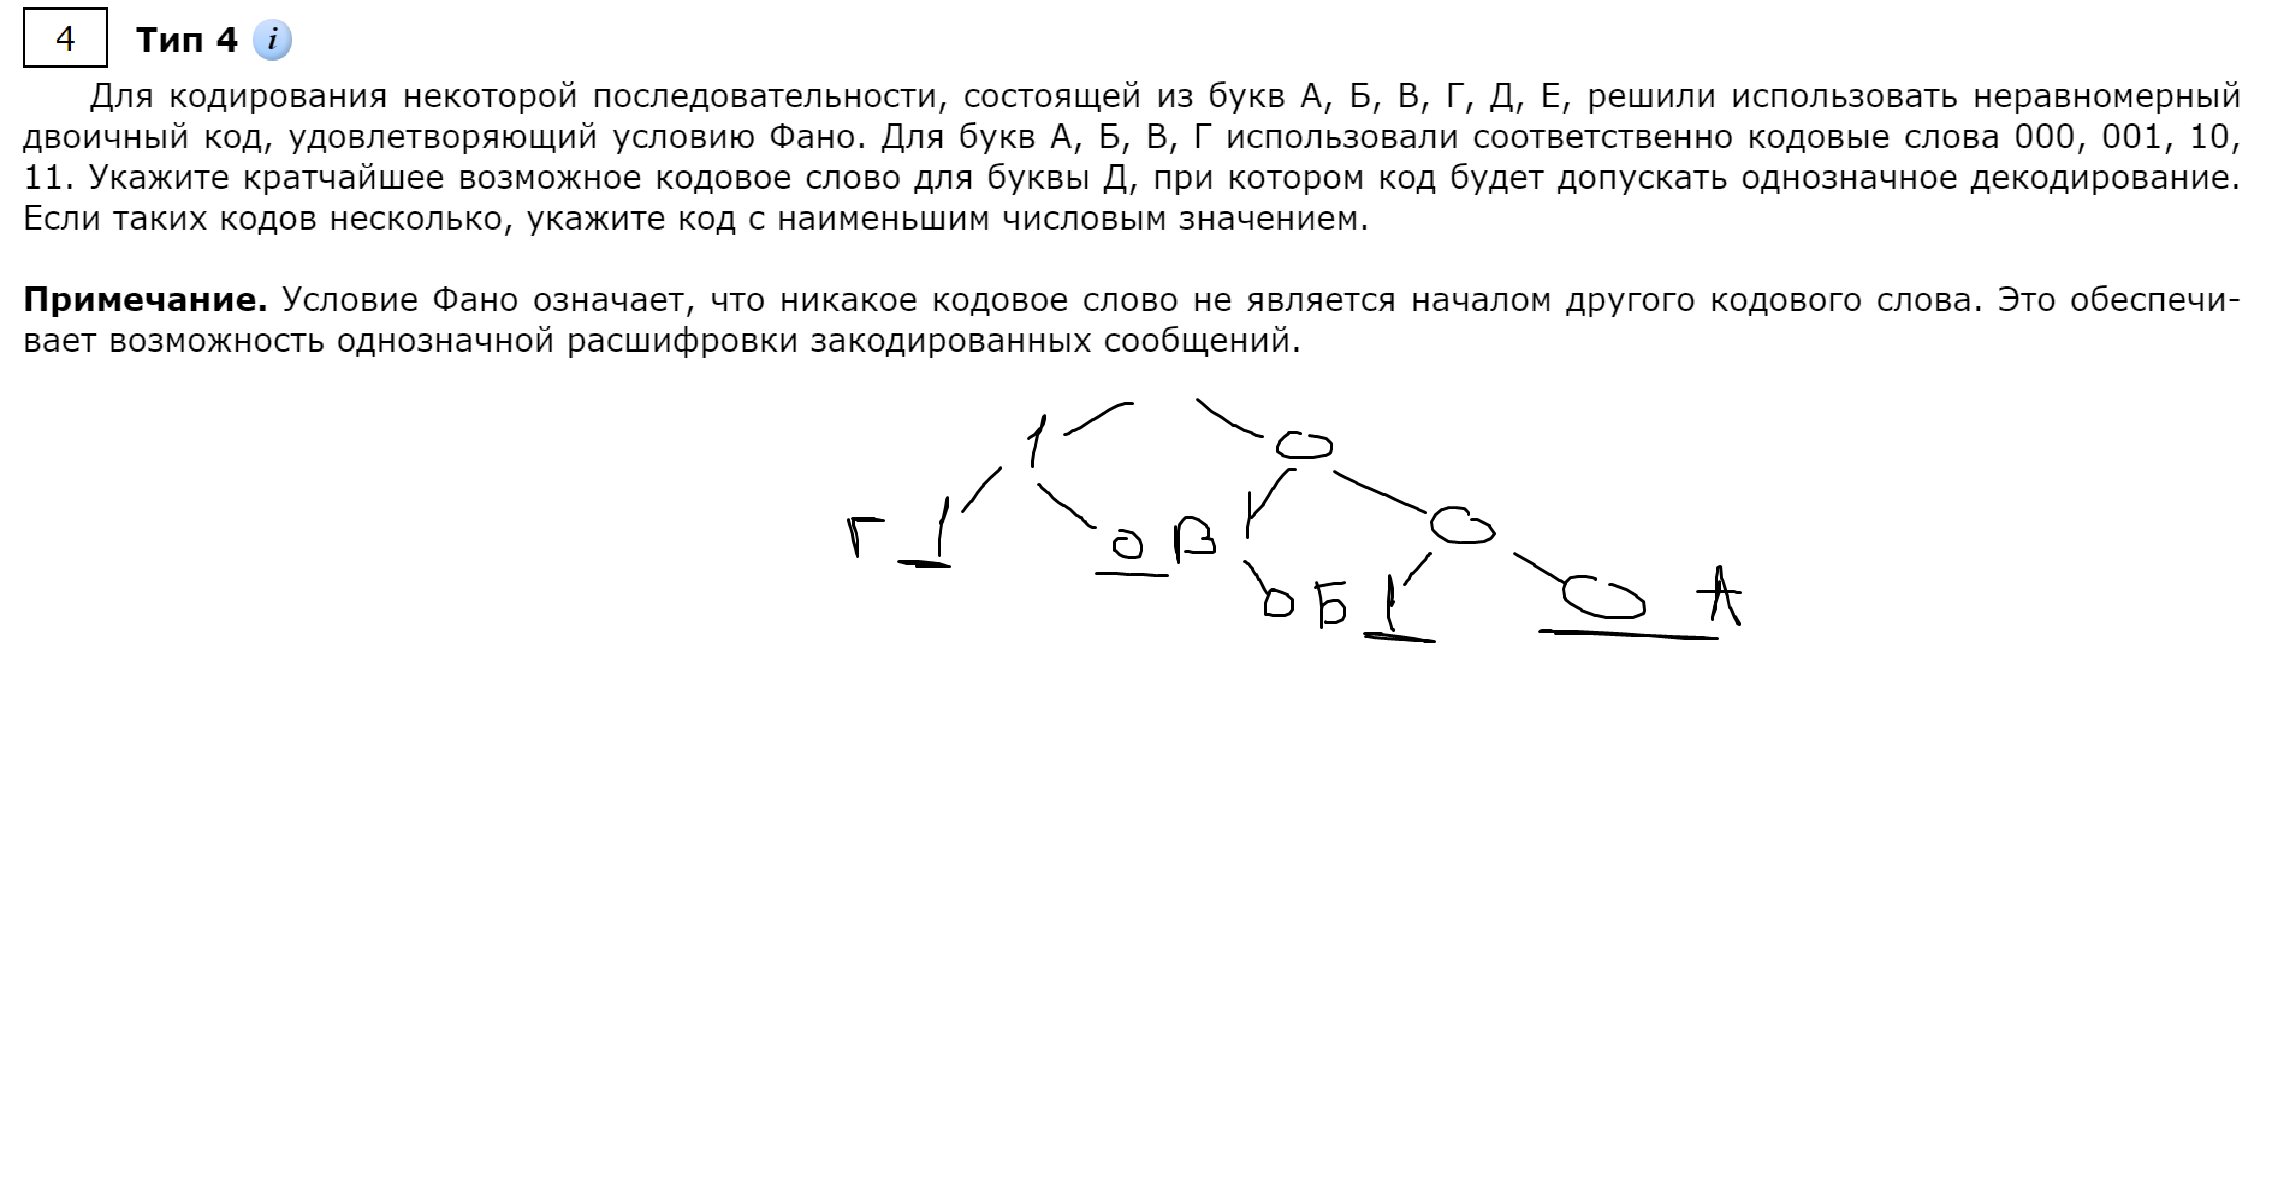 4 Тип 4 i
Для кодирования некоторой последовательности, состоящей из букв А, Б, В, Г, Д, Е, решили использовать неравномерный
двоичный код, удовлетворяющий условию Фано. Для букв А, Б, В, Г использовали соответственно кодовые слова 000, 001, 10,
11. Укажите кратчайшее возможное кодовое слово для буквы Д, при котором код будет допускать однозначное декодирование.
Если таких кодов несколько, укажите код с наименьшим числовым значением.
Примечание. Условие Фано означает, что никакое кодовое слово не является началом другого кодового слова. Это обеспечи-
вает возможность однозначной расшифровки закодированных сообщений.
1 0
Г 1 0 В 1 0
0 Б 1 0 А